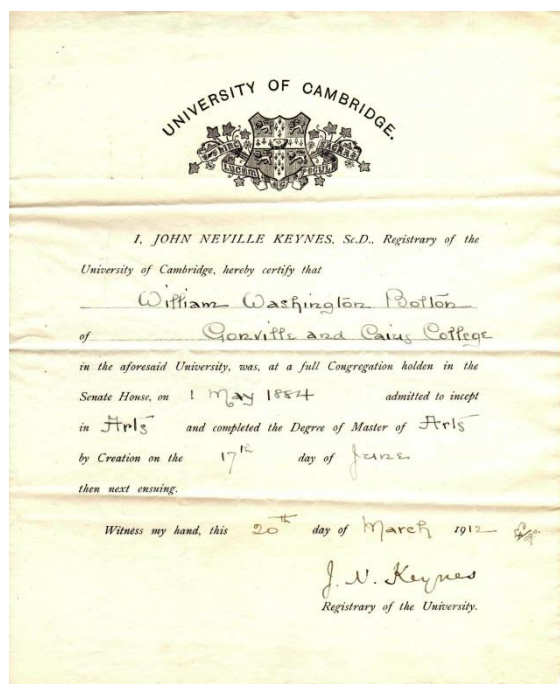 UNIVERSITY OF CAMBRIDGE.
I, JOHN NEVILLE KEYNES, Sc.D., Registrary of the
University of Cambridge, hereby certify that
William Washington Bolton
of Gonville and Caius College
in the aforesaid University, was, at a full Congregation holden in the
Senate House, on 1 May 1884 admitted to incept
in Arts and completed the Degree of Master of Arts
by Creation on the 17th day of June
then next ensuing.
Witness my hand, this 20th day of March 1912
J. N. Keynes
Registrary of the University.